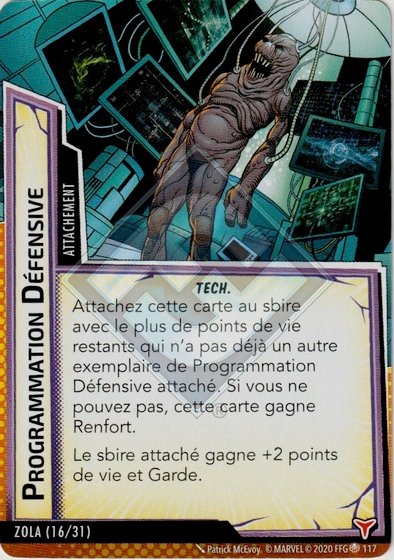 PROGRAMMATION DÉFENSIVE
ATTACHEMENT
TECH.
Attachez cette carte au sbire
avec le plus de points de vie
restants qui n'a pas déjà un autre
exemplaire de Programmation
Défensive attaché. Si vous ne
pouvez pas, cette carte gagne
Renfort.
Le sbire attaché gagne +2 points
de vie et Garde.
ZOLA (16/31)
Patrick McEvoy. © MARVEL © 2020 FFG 117